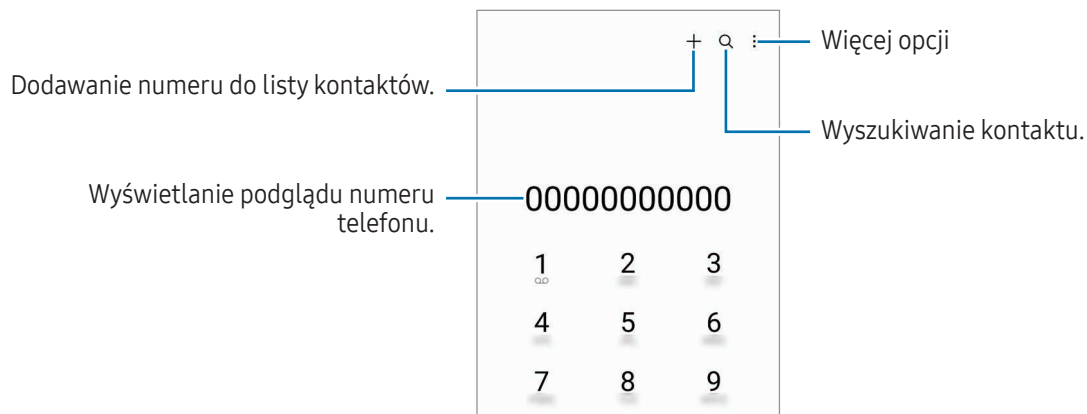 Więcej opcji
Dodawanie numeru do listy kontaktów.
Wyszukiwanie kontaktu.
Wyświetlanie podglądu numeru
telefonu.
00000000000
1 2 3
4 5 6
7 8 9